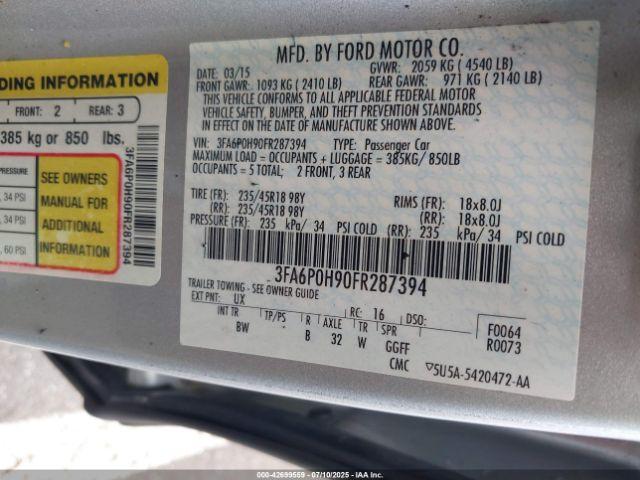 DING INFORMATION
FRONT: 2 REAR: 3
385 kg or 850 lbs.
PRESSURE
, 34 PSI
, 34 PSI
, 60 PSI
SEE OWNERS
MANUAL FOR
ADDITIONAL
INFORMATION
3FA6P0H90FR287394
MFD. BY FORD MOTOR CO.
DATE: 03/15 GVWR: 2059 KG ( 4540 LB)
FRONT GAWR: 1093 KG ( 2410 LB) REAR GAWR: 971 KG ( 2140 LB)
THIS VEHICLE CONFORMS TO ALL APPLICABLE FEDERAL MOTOR
VEHICLE SAFETY, BUMPER, AND THEFT PREVENTION STANDARDS
IN EFFECT ON THE DATE OF MANUFACTURE SHOWN ABOVE.
VIN: 3FA6P0H90FR287394 TYPE: Passenger Car
MAXIMUM LOAD = OCCUPANTS + LUGGAGE = 385KG/ 850LB
OCCUPANTS = 5 TOTAL; 2 FRONT, 3 REAR
TIRE (FR): 235/45R18 98Y RIMS (FR): 18x8.0J
(RR): 235/45R18 98Y (RR): 18x8.0J
PRESSURE (FR): 235 kPa/ 34 PSI COLD (RR): 235 kPa/ 34 PSI COLD
3FA6P0H90FR287394
TRAILER TOWING - SEE OWNER GUIDE
EXT PNT: UX RC: 16 DSO:
INT TR TP/PS R AXLE TR SPR F0064
BW B 32 W GGFF R0073
CMC ▽5U5A-5420472-AA
000-42699559 07/10/2025 IAA, Inc.